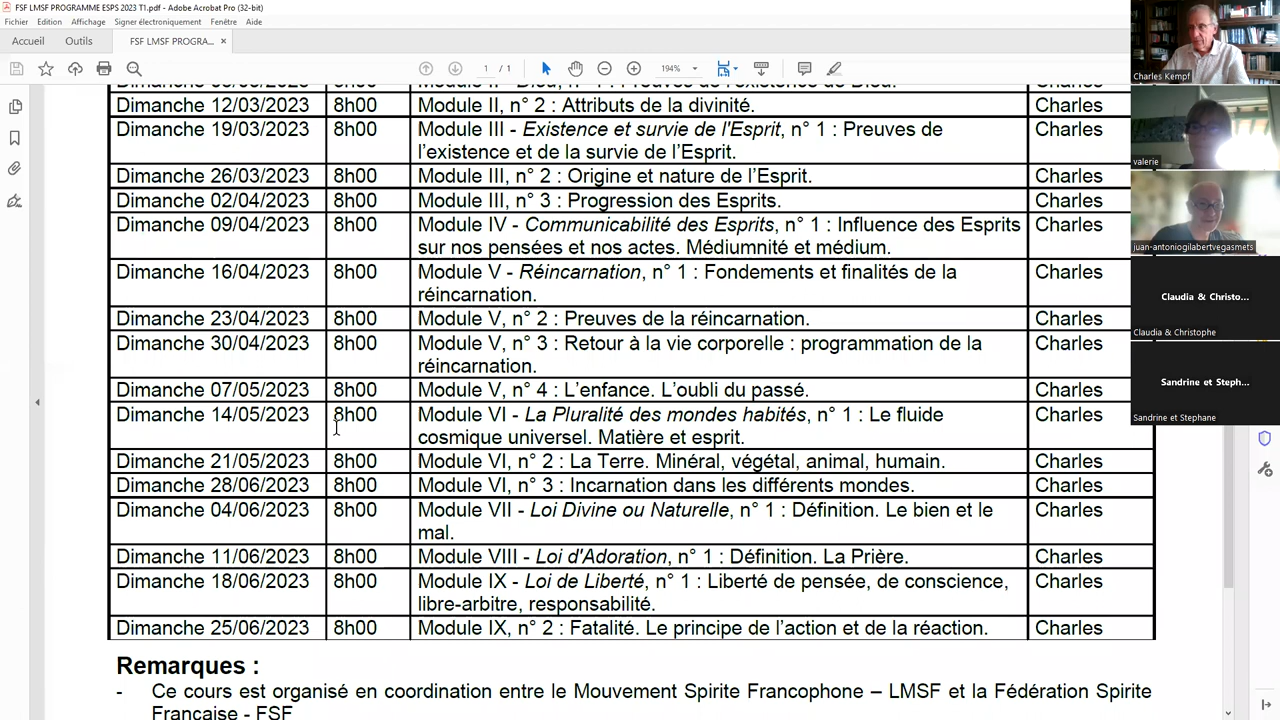 FSF LMSF PROGRAMME ESPS 2023 T1.pdf - Adobe Acrobat Pro (32-bit)
Fichier Edition Affichage Signer électroniquement Fenêtre Aide
Accueil Outils FSF LMSF PROGRA... ×
1 / 1 194%
Dimanche 12/03/2023 8h00 Module II, n° 2 : Attributs de la divinité. Charles
Dimanche 19/03/2023 8h00 Module III - Existence et survie de l'Esprit, n° 1 : Preuves de Charles
l’existence et de la survie de l’Esprit.
Dimanche 26/03/2023 8h00 Module III, n° 2 : Origine et nature de l’Esprit. Charles
Dimanche 02/04/2023 8h00 Module III, n° 3 : Progression des Esprits. Charles
Dimanche 09/04/2023 8h00 Module IV - Communicabilité des Esprits, n° 1 : Influence des Esprits Charles
sur nos pensées et nos actes. Médiumnité et médium.
Dimanche 16/04/2023 8h00 Module V - Réincarnation, n° 1 : Fondements et finalités de la Charles
réincarnation.
Dimanche 23/04/2023 8h00 Module V, n° 2 : Preuves de la réincarnation. Charles
Dimanche 30/04/2023 8h00 Module V, n° 3 : Retour à la vie corporelle : programmation de la Charles
réincarnation.
Dimanche 07/05/2023 8h00 Module V, n° 4 : L’enfance. L’oubli du passé. Charles
Dimanche 14/05/2023 8h00 Module VI - La Pluralité des mondes habités, n° 1 : Le fluide Charles
cosmique universel. Matière et esprit.
Dimanche 21/05/2023 8h00 Module VI, n° 2 : La Terre. Minéral, végétal, animal, humain. Charles
Dimanche 28/06/2023 8h00 Module VI, n° 3 : Incarnation dans les différents mondes. Charles
Dimanche 04/06/2023 8h00 Module VII - Loi Divine ou Naturelle, n° 1 : Définition. Le bien et le Charles
mal.
Dimanche 11/06/2023 8h00 Module VIII - Loi d'Adoration, n° 1 : Définition. La Prière. Charles
Dimanche 18/06/2023 8h00 Module IX - Loi de Liberté, n° 1 : Liberté de pensée, de conscience, Charles
libre-arbitre, responsabilité.
Dimanche 25/06/2023 8h00 Module IX, n° 2 : Fatalité. Le principe de l’action et de la réaction. Charles
Remarques :
- Ce cours est organisé en coordination entre le Mouvement Spirite Francophone – LMSF et la Fédération Spirite
Française - FSF
Charles Kempf
valerie
juan-antoniogilabertvegasmets
Claudia & Christo...
Claudia & Christophe
Sandrine et Steph...
Sandrine et Stephane